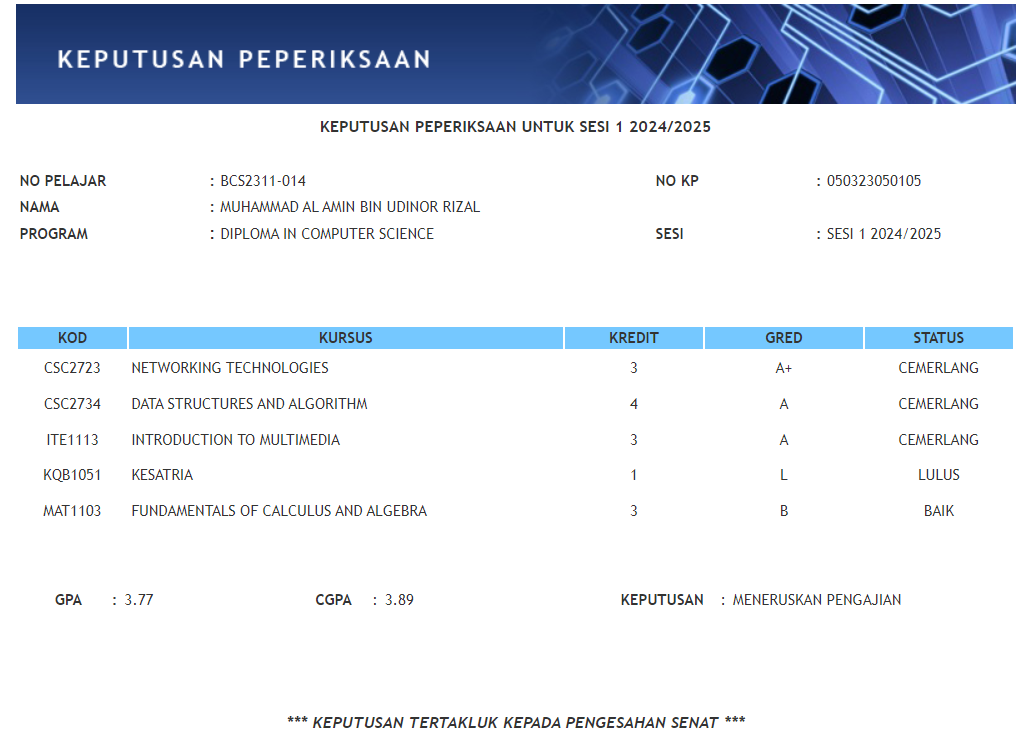 KEPUTUSAN PEPERIKSAAN
KEPUTUSAN PEPERIKSAAN UNTUK SESI 1 2024/2025
NO PELAJAR : BCS2311-014 NO KP : 050323050105
NAMA : MUHAMMAD AL AMIN BIN UDINOR RIZAL
PROGRAM : DIPLOMA IN COMPUTER SCIENCE SESI : SESI 1 2024/2025
KOD KURSUS KREDIT GRED STATUS
CSC2723 NETWORKING TECHNOLOGIES 3 A+ CEMERLANG
CSC2734 DATA STRUCTURES AND ALGORITHM 4 A CEMERLANG
ITE1113 INTRODUCTION TO MULTIMEDIA 3 A CEMERLANG
KQB1051 KESATRIA 1 L LULUS
MAT1103 FUNDAMENTALS OF CALCULUS AND ALGEBRA 3 B BAIK
GPA : 3.77 CGPA : 3.89 KEPUTUSAN : MENERUSKAN PENGAJIAN
*** KEPUTUSAN TERTAKLUK KEPADA PENGESAHAN SENAT ***